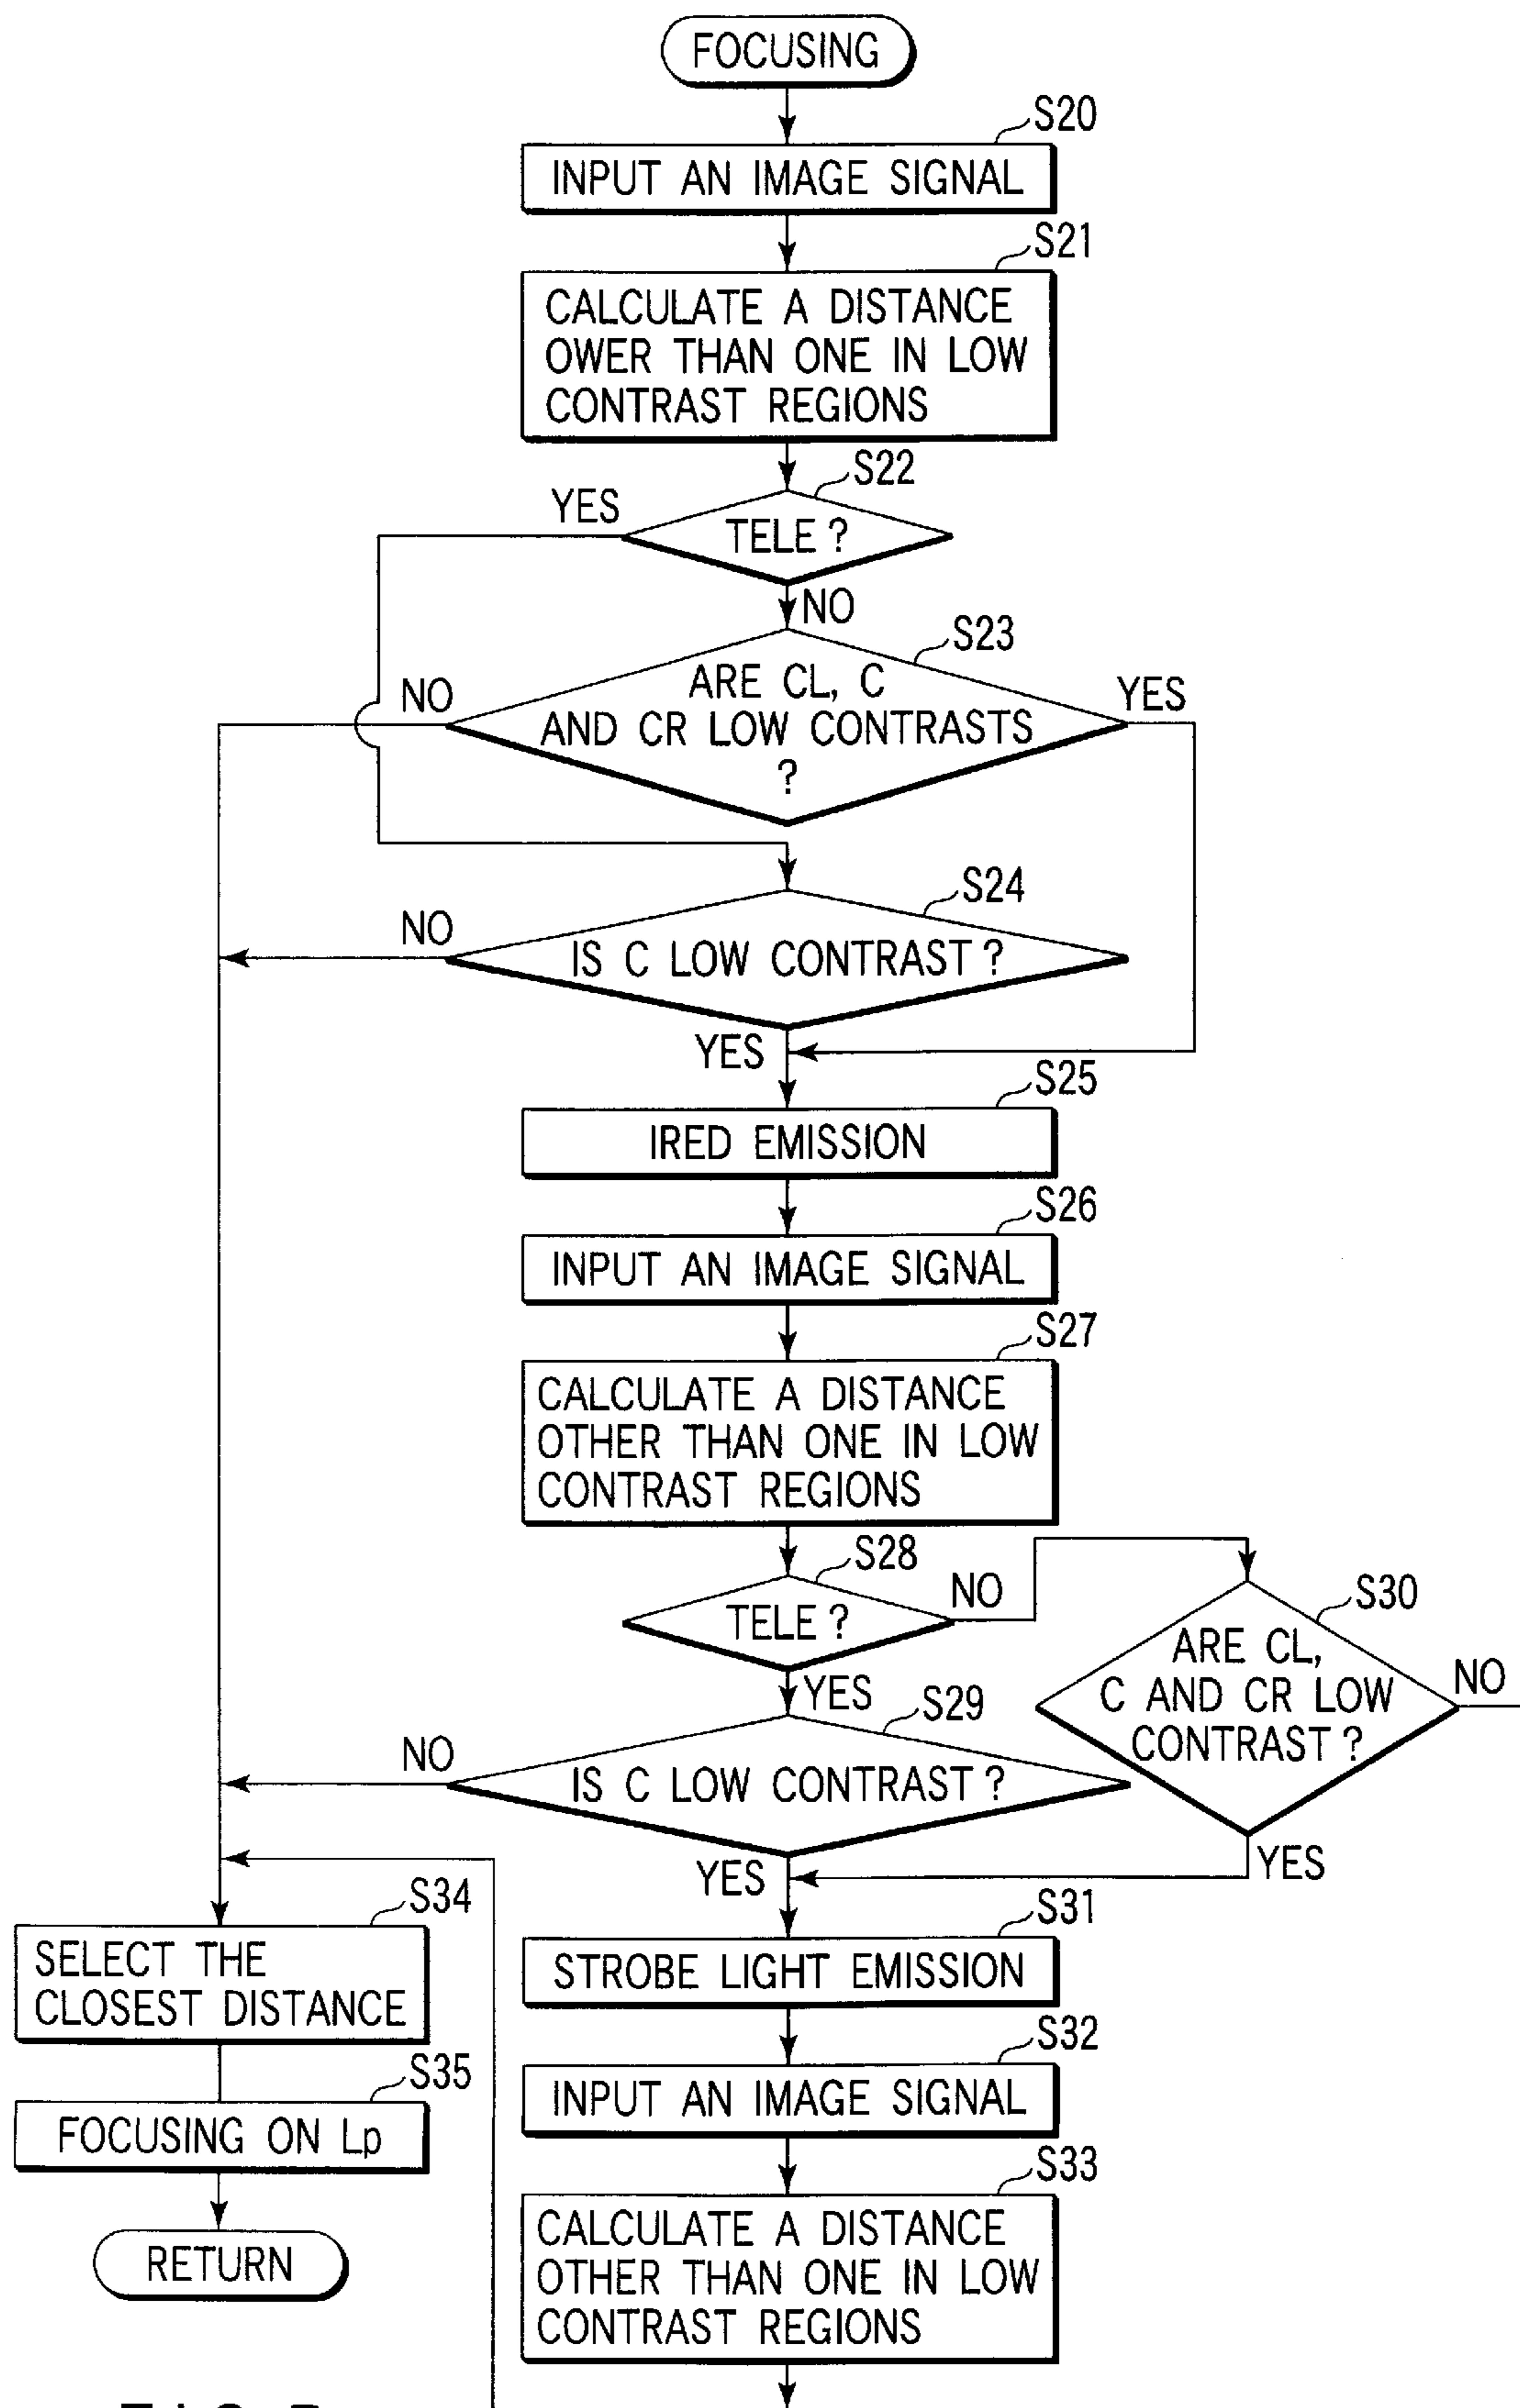 FOCUSING
S20
INPUT AN IMAGE SIGNAL
S21
CALCULATE A DISTANCE
OWER THAN ONE IN LOW
CONTRAST REGIONS
S22
YES
TELE ?
NO
S23
ARE CL, C
AND CR LOW CONTRASTS
?
NO
YES
S24
NO
IS C LOW CONTRAST ?
YES
S25
IRED EMISSION
S26
INPUT AN IMAGE SIGNAL
S27
CALCULATE A DISTANCE
OTHER THAN ONE IN LOW
CONTRAST REGIONS
S28
TELE ?
NO
S30
ARE CL,
C AND CR LOW
CONTRAST ?
NO
YES
YES
S29
NO
IS C LOW CONTRAST ?
YES
S31
STROBE LIGHT EMISSION
S32
INPUT AN IMAGE SIGNAL
S33
CALCULATE A DISTANCE
OTHER THAN ONE IN LOW
CONTRAST REGIONS
S34
SELECT THE
CLOSEST DISTANCE
S35
FOCUSING ON Lp
RETURN